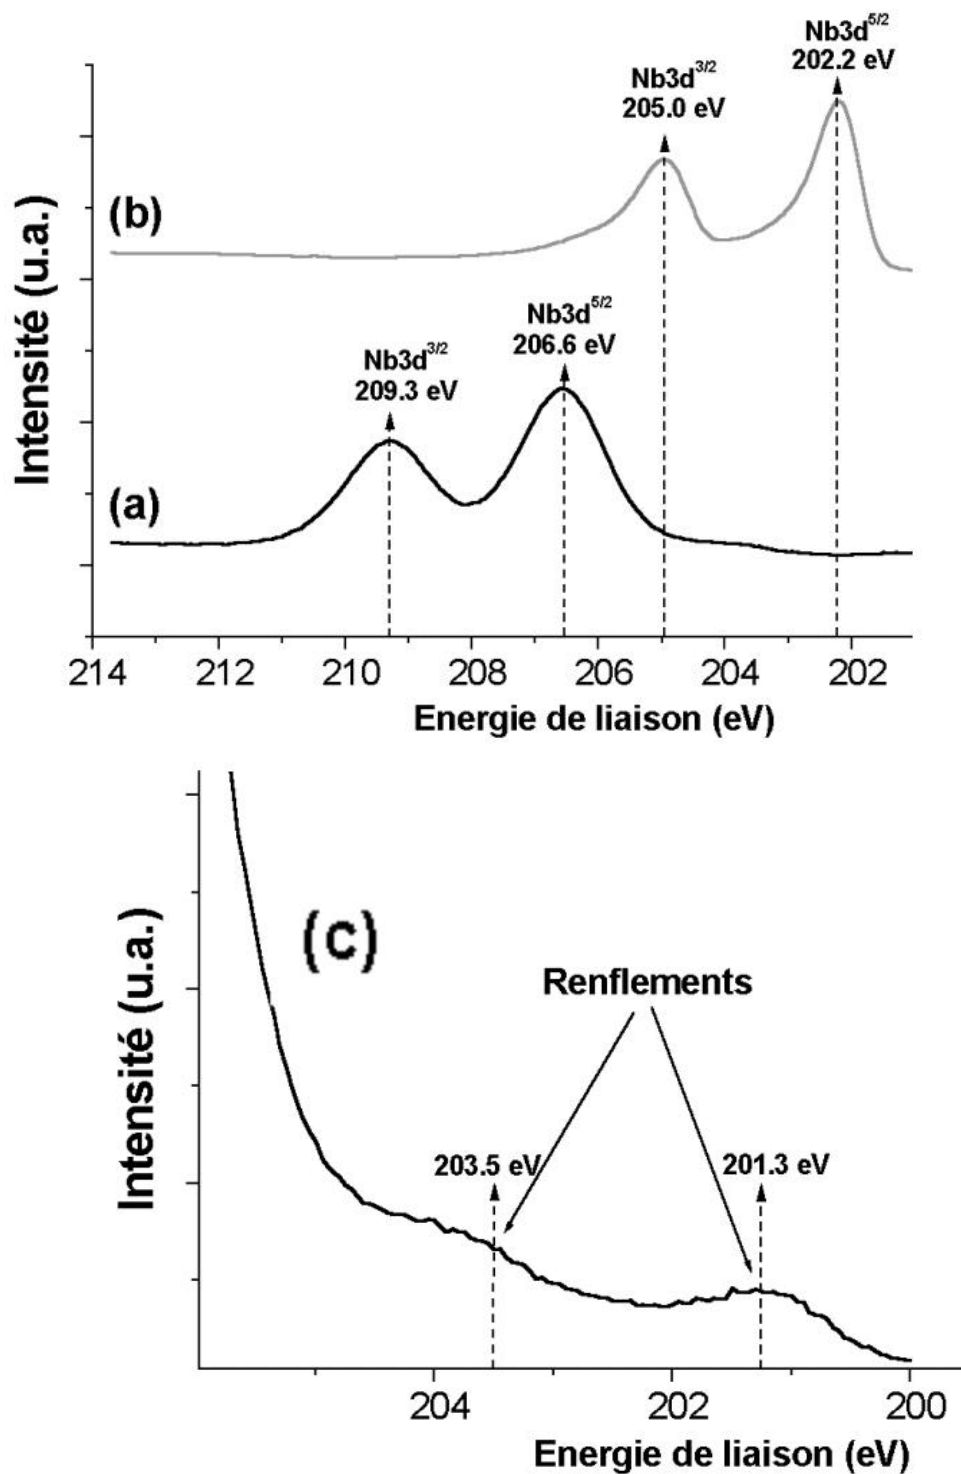 Nb3d5/2
202.2 eV
Nb3d3/2
205.0 eV
(b)
Nb3d5/2
206.6 eV
Nb3d3/2
209.3 eV
(a)
Intensité (u.a.)
214 212 210 208 206 204 202
Energie de liaison (eV)
(c)
Renflements
203.5 eV 201.3 eV
Intensité (u.a.)
204 202 200
Energie de liaison (eV)